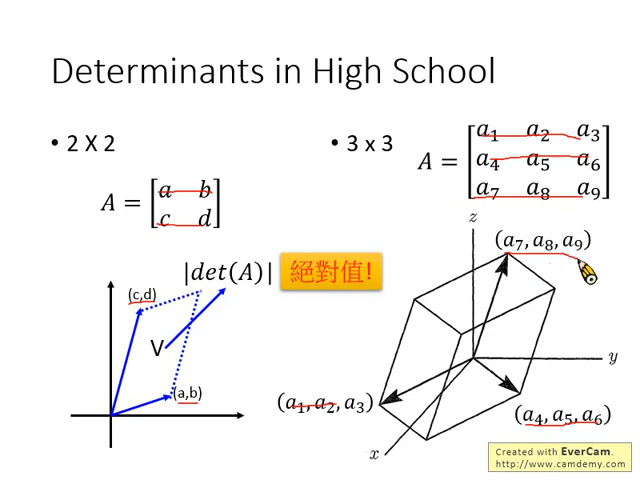 Determinants in High School
• 2 X 2
A = [a b
c d]
• 3 x 3
A = [a₁ a₂ a₃
a₄ a₅ a₆
a₇ a₈ a₉]
|det(A)| 絕對值!
(c,d)
V
(a,b)
z
(a₇, a₈, a₉)
y
(a₁, a₂, a₃)
(a₄, a₅, a₆)
x
Created with EverCam.
http://www.camdemy.com